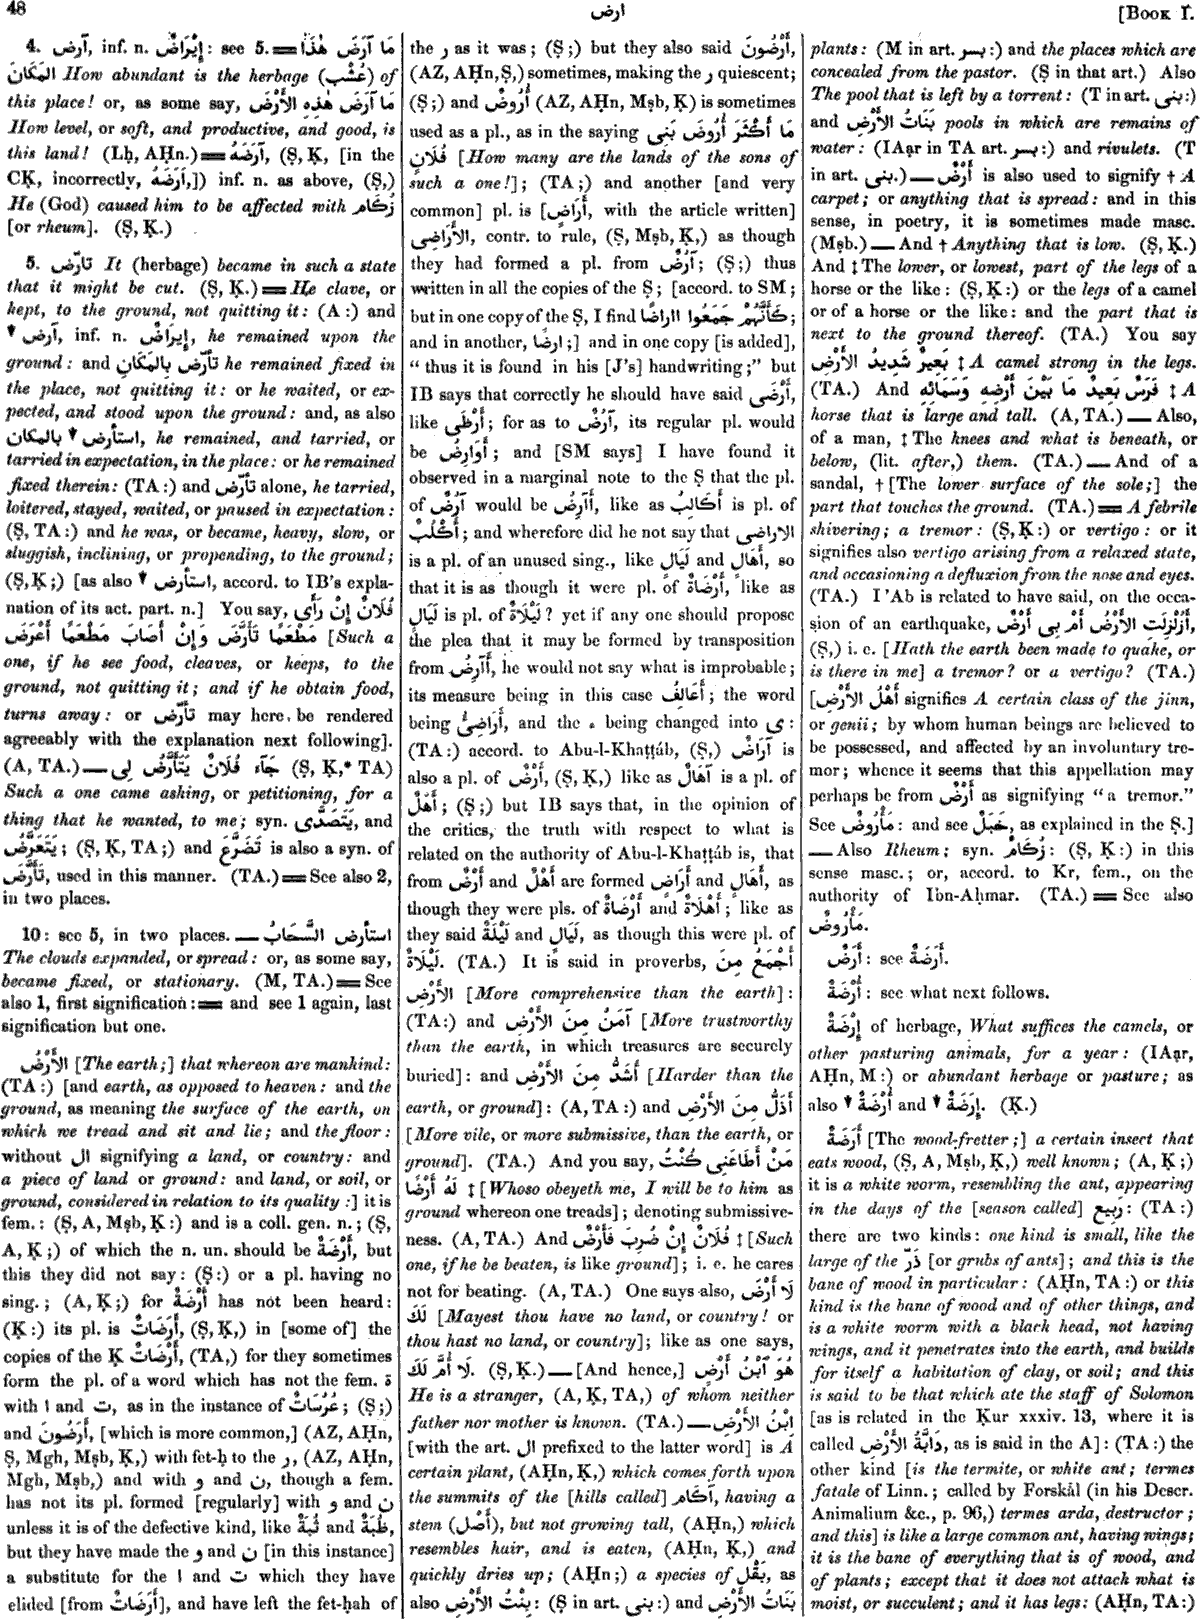 48
ارض
[BOOK I.
4. آرض, inf. n. إِيرَاضٌ: see 5. = مَا آرَضَ هٰذَا
المَكَانَ How abundant is the herbage (عُشْب) of
this place! or, as some say, مَا آرَضَ هٰذِهِ الأَرْضَ
How level, or soft, and productive, and good, is
this land! (Lḥ, AḤn.) = آرَضَهُ, (Ṣ, Ḳ, [in the
CḲ, incorrectly, اَرَضَهُ,]) inf. n. as above, (Ṣ,)
He (God) caused him to be affected with زُكَام
[or rheum]. (Ṣ, Ḳ.)
5. تأرّض It (herbage) became in such a state
that it might be cut. (Ṣ, Ḳ.) = He clave, or
kept, to the ground, not quitting it: (A:) and
▼ آرض, inf. n. إِيرَاضٌ, he remained upon the
ground: and تأرّض بِالمَكَانِ he remained fixed in
the place, not quitting it: or he waited, or ex-
pected, and stood upon the ground: and, as also
▼ استأرض بالمكان, he remained, and tarried, or
tarried in expectation, in the place: or he remained
fixed therein: (TA:) and تأرّض alone, he tarried,
loitered, stayed, waited, or paused in expectation:
(Ṣ, TA:) and he was, or became, heavy, slow, or
sluggish, inclining, or propending, to the ground;
(Ṣ, Ḳ;) [as also ▼ استأرض, accord. to IB's expla-
nation of its act. part. n.] You say, فُلَانٌ إِنْ رَأَى
مَطْعَمًا تَأَرَّضَ وَإِنْ أَصَابَ مَطْعَمًا أَعْرَضَ [Such a
one, if he see food, cleaves, or keeps, to the
ground, not quitting it; and if he obtain food,
turns away: or تأرّض may here be rendered
agreeably with the explanation next following].
(A, TA.) — جَآءَ فُلَانٌ يَتَأَرَّضُ لِى (Ṣ, Ḳ,* TA)
Such a one came asking, or petitioning, for a
thing that he wanted, to me; syn. يَتَصَدَّى, and
يَتَعَرَّضُ; (Ṣ, Ḳ, TA;) and تَضَرَّعَ is also a syn. of
تَأَرَّضَ, used in this manner. (TA.) = See also 2,
in two places.
10: see 5, in two places. — استأرض السَّحَابُ
The clouds expanded, or spread: or, as some say,
became fixed, or stationary. (M, TA.) = See
also 1, first signification: = and see 1 again, last
signification but one.
الأَرْضُ [The earth;] that whereon are mankind:
(TA:) [and earth, as opposed to heaven: and the
ground, as meaning the surface of the earth, on
which we tread and sit and lie; and the floor:
without ال signifying a land, or country: and
a piece of land or ground: and land, or soil, or
ground, considered in relation to its quality:] it is
fem.: (Ṣ, A, Mṣb, Ḳ:) and is a coll. gen. n.; (Ṣ,
A, Ḳ;) of which the n. un. should be أَرْضَةٌ, but
this they did not say: (Ṣ:) or a pl. having no
sing.; (A, Ḳ;) for أَرْضَةٌ has not been heard:
(Ḳ:) its pl. is أَرَضَاتٌ, (Ṣ, Ḳ,) in [some of] the
copies of the Ḳ أَرْضَاتٌ, (TA,) for they sometimes
form the pl. of a word which has not the fem. ة
with ا and ت, as in the instance of عُرُسَاتٌ; (Ṣ;)
and أَرَضُونَ, [which is more common,] (AZ, AḤn,
Ṣ, Mgh, Mṣb, Ḳ,) with fet-ḥ to the ر, (AZ, AḤn,
Mgh, Mṣb,) and with و and ن, though a fem.
has not its pl. formed [regularly] with و and ن
unless it is of the defective kind, like ثُبَةٌ and ظُبَةٌ,
but they have made the و and ن [in this instance]
a substitute for the ا and ت which they have
elided [from أَرَضَاتٌ], and have left the fet-ḥah of
the ر as it was; (Ṣ;) but they also said أَرْضُونَ,
(AZ, AḤn, Ṣ,) sometimes, making the ر quiescent;
(Ṣ;) and أُرُوضٌ (AZ, AḤn, Mṣb, Ḳ) is sometimes
used as a pl., as in the saying مَا أَكْثَرَ أُرُوضَ بَنِى
فُلَانٍ [How many are the lands of the sons of
such a one!]; (TA;) and another [and very
common] pl. is [أَرَاضٍ, with the article written]
الأَرَاضِى, contr. to rule, (Ṣ, Mṣb, Ḳ,) as though
they had formed a pl. from آرُضٌ; (Ṣ;) thus
written in all the copies of the Ṣ; [accord. to SM;
but in one copy of the Ṣ, I find كَأَنَّهُمْ جَمَعُوا ااراضًا;
and in another, ارضًا;] and in one copy [is added],
"thus it is found in his [J's] handwriting;" but
IB says that correctly he should have said أَرْضَى,
like أَرْطَى; for as to آرُضٌ, its regular pl. would
be أَوَارِضُ; and [SM says] I have found it
observed in a marginal note to the Ṣ that the pl.
of آرُضٌ would be أَآرِضُ, like as أَكَالِبُ is pl. of
أَكْلُبٌ; and wherefore did he not say that الاراضى
is a pl. of an unused sing., like لَيَالٍ and أَهَالٍ, so
that it is as though it were pl. of أَرْضَاةٌ, like as
لَيَالٍ is pl. of لَيْلَاةٌ? yet if any one should propose
the plea that it may be formed by transposition
from أَآرِضُ, he would not say what is improbable;
its measure being in this case أَعَالِفُ; the word
being أَرَاضِئُ, and the ء being changed into ى:
(TA:) accord. to Abu-l-Khaṭṭáb, (Ṣ,) آرَاضٌ is
also a pl. of أَرْضٌ, (Ṣ, Ḳ,) like as آهَالٌ is a pl. of
أَهْلٌ; (Ṣ;) but IB says that, in the opinion of
the critics, the truth with respect to what is
related on the authority of Abu-l-Khaṭṭáb is, that
from أَرْضٌ and أَهْلٌ are formed أَرَاضٍ and أَهَالٍ, as
though they were pls. of أَرْضَاةٌ and أَهْلَاةٌ; like as
they said لَيْلَةٌ and لَيَالٍ, as though this were pl. of
لَيْلَاةٌ. (TA.) It is said in proverbs, أَجْمَعُ مِنَ
الأَرْضِ [More comprehensive than the earth]:
(TA:) and آمَنُ مِنَ الأَرْضِ [More trustworthy
than the earth, in which treasures are securely
buried]: and أَشَدُّ مِنَ الأَرْضِ [Harder than the
earth, or ground]: (A, TA:) and أَذَلُّ مِنَ الأَرْضِ
[More vile, or more submissive, than the earth, or
ground]. (TA.) And you say, مَنْ أَطَاعَنِى كُنْتُ
لَهُ أَرْضًا ‡ [Whoso obeyeth me, I will be to him as
ground whereon one treads]; denoting submissive-
ness. (A, TA.) And فُلَانٌ إِنْ ضُرِبَ فَأَرْضٌ ‡ [Such
one, if he be beaten, is like ground]; i. e. he cares
not for beating. (A, TA.) One says also, لَا أَرْضَ
لَكَ [Mayest thou have no land, or country! or
thou hast no land, or country]; like as one says,
لَا أُمَّ لَكَ. (Ṣ, Ḳ.) — [And hence,] هُوَ ٱبْنُ أَرْضٍ
He is a stranger, (A, Ḳ, TA,) of whom neither
father nor mother is known. (TA.) — ابْنُ الأَرْضِ
[with the art. ال prefixed to the latter word] is A
certain plant, (AḤn, Ḳ,) which comes forth upon
the summits of the [hills called] آكَام, having a
stem (أَصْل), but not growing tall, (AḤn,) which
resembles hair, and is eaten, (AḤn, Ḳ,) and
quickly dries up; (AḤn;) a species of بَقْل, as
also بِنْتُ الأَرْضِ: (Ṣ in art. بنى:) and بَنَاتُ الأَرْضِ
plants: (M in art. بسر:) and the places which are
concealed from the pastor. (Ṣ in that art.) Also
The pool that is left by a torrent: (T in art. بنى:)
and بَنَاتُ الأَرْضِ pools in which are remains of
water: (IAạr in TA art. بسر:) and rivulets. (T
in art. بنى.) — أَرْضٌ is also used to signify † A
carpet; or anything that is spread: and in this
sense, in poetry, it is sometimes made masc.
(Mṣb.) — And † Anything that is low. (Ṣ, Ḳ.)
And ‡ The lower, or lowest, part of the legs of a
horse or the like: (Ṣ, Ḳ:) or the legs of a camel
or of a horse or the like: and the part that is
next to the ground thereof. (TA.) You say
بَعِيرٌ شَدِيدُ الأَرْضِ ‡ A camel strong in the legs.
(TA.) And فَرَسٌ بَعِيدُ مَا بَيْنَ أَرْضِهِ وَسَمَائِهِ ‡ A
horse that is large and tall. (A, TA.) — Also,
of a man, ‡ The knees and what is beneath, or
below, (lit. after,) them. (TA.) — And of a
sandal, † [The lower surface of the sole;] the
part that touches the ground. (TA.) = A febrile
shivering; a tremor: (Ṣ, Ḳ:) or vertigo: or it
signifies also vertigo arising from a relaxed state,
and occasioning a defluxion from the nose and eyes.
(TA.) I 'Ab is related to have said, on the occa-
sion of an earthquake, أَزُلْزِلَتِ الأَرْضُ أَمْ بِى أَرْضٌ,
(Ṣ,) i. e. [Hath the earth been made to quake, or
is there in me] a tremor? or a vertigo? (TA.)
[أَهْلُ الأَرْضِ signifies A certain class of the jinn,
or genii; by whom human beings are believed to
be possessed, and affected by an involuntary tre-
mor; whence it seems that this appellation may
perhaps be from أَرْضٌ as signifying "a tremor."
See مَأْرُوضٌ: and see خَبَلٌ, as explained in the Ṣ.]
— Also Rheum; syn. زُكَامٌ: (Ṣ, Ḳ:) in this
sense masc.; or, accord. to Kr, fem., on the
authority of Ibn-Aḥmar. (TA.) = See also
مَأْرُوضٌ.
أَرَضٌ: see أَرَضَةٌ.
أُرْضَةٌ: see what next follows.
إِرْضَةٌ of herbage, What suffices the camels, or
other pasturing animals, for a year: (IAạr,
AḤn, M:) or abundant herbage or pasture; as
also ▼ أُرْضَةٌ and ▼ إِرَضَةٌ. (Ḳ.)
أَرَضَةٌ [The wood-fretter;] a certain insect that
eats wood, (Ṣ, A, Mṣb, Ḳ,) well known; (A, Ḳ;)
it is a white worm, resembling the ant, appearing
in the days of the [season called] رَبِيع: (TA:)
there are two kinds: one kind is small, like the
large of the ذَرّ [or grubs of ants]; and this is the
bane of wood in particular: (AḤn, TA:) or this
kind is the bane of wood and of other things, and
is a white worm with a black head, not having
wings, and it penetrates into the earth, and builds
for itself a habitation of clay, or soil; and this
is said to be that which ate the staff of Solomon
[as is related in the Ḳur xxxiv. 13, where it is
called دَابَّةُ الأَرْضِ, as is said in the A]: (TA:) the
other kind [is the termite, or white ant; termes
fatale of Linn.; called by Forskål (in his Descr.
Animalium &c., p. 96,) termes arda, destructor;
and this] is like a large common ant, having wings;
it is the bane of everything that is of wood, and
of plants; except that it does not attack what is
moist, or succulent; and it has legs: (AḤn, TA:)